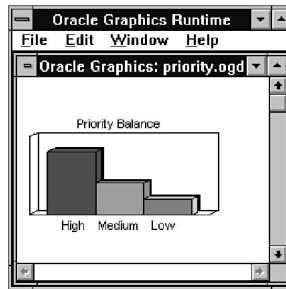 Oracle Graphics Runtime
File Edit Window Help
Oracle Graphics: priority.ogd
Priority Balance
High Medium Low